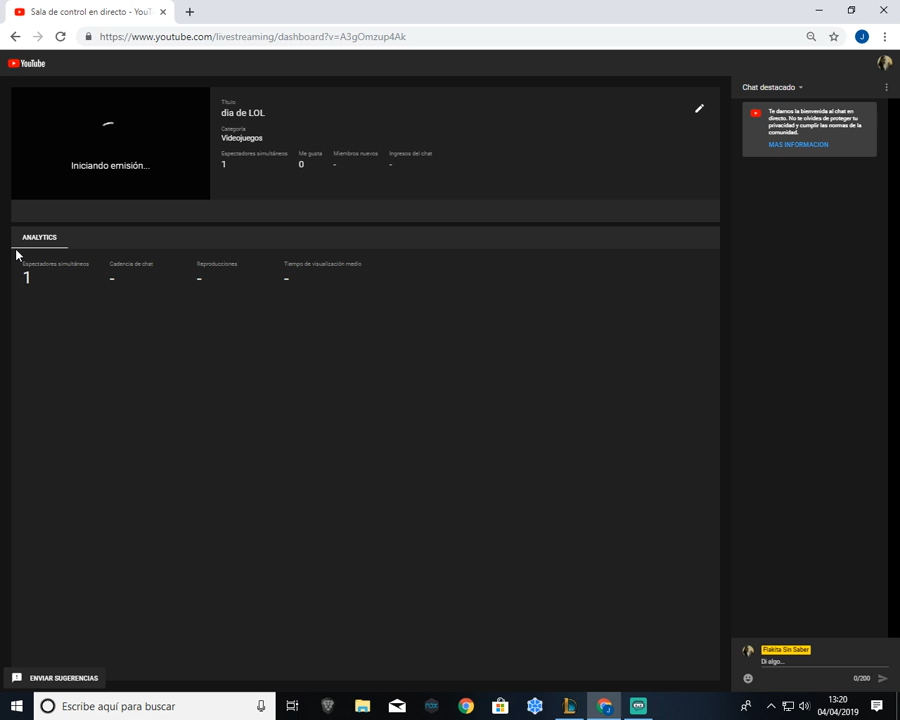 Sala de control en directo - YouT
https://www.youtube.com/livestreaming/dashboard?v=A3gOmzup4Ak
J
YouTube
Iniciando emisión...
Título
dia de LOL
Categoría
Videojuegos
Espectadores simultáneos Me gusta Miembros nuevos Ingresos del chat
1 0 - -
ANALYTICS
Espectadores simultáneos Cadencia de chat Reproducciones Tiempo de visualización medio
1 - - -
Chat destacado
Te damos la bienvenida al chat en
directo. No te olvides de proteger tu
privacidad y cumplir las normas de la
comunidad.
MAS INFORMACION
Flakita Sin Saber
Di algo...
0/200
ENVIAR SUGERENCIAS
Escribe aquí para buscar
13:20
04/04/2019